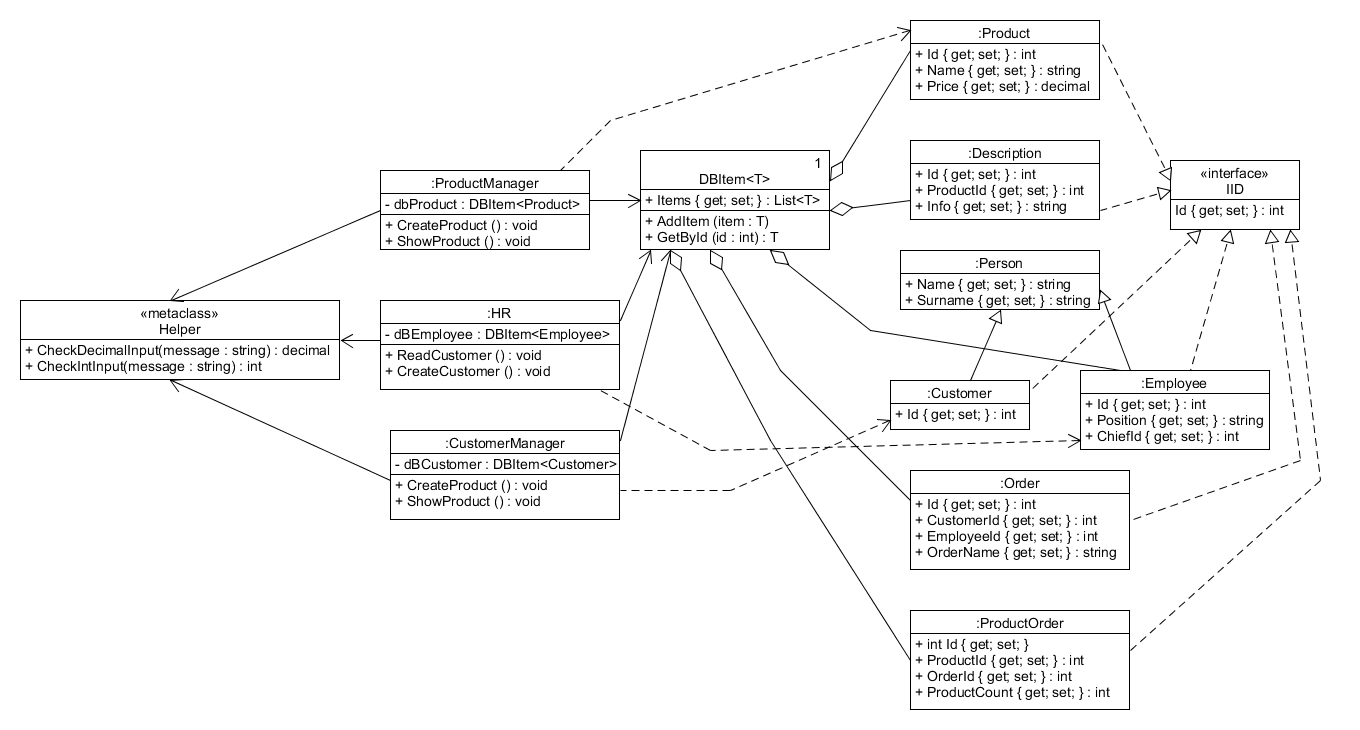 :Product
+ Id { get; set; } : int
+ Name { get; set; } : string
+ Price { get; set; } : decimal
:Description
+ Id { get; set; } : int
+ ProductId { get; set; } : int
+ Info { get; set; } : string
1
DBItem<T>
+ Items { get; set; } : List<T>
+ AddItem (item : T)
+ GetById (id : int) : T
«interface»
IID
Id { get; set; } : int
:ProductManager
- dbProduct : DBItem<Product>
+ CreateProduct () : void
+ ShowProduct () : void
:Person
+ Name { get; set; } : string
+ Surname { get; set; } : string
«metaclass»
Helper
+ CheckDecimalInput(message : string) : decimal
+ CheckIntInput(message : string) : int
:HR
- dBEmployee : DBItem<Employee>
+ ReadCustomer () : void
+ CreateCustomer () : void
:Customer
+ Id { get; set; } : int
:Employee
+ Id { get; set; } : int
+ Position { get; set; } : string
+ ChiefId { get; set; } : int
:CustomerManager
- dBCustomer : DBItem<Customer>
+ CreateProduct () : void
+ ShowProduct () : void
:Order
+ Id { get; set; } : int
+ CustomerId { get; set; } : int
+ EmployeeId { get; set; } : int
+ OrderName { get; set; } : string
:ProductOrder
+ int Id { get; set; }
+ ProductId { get; set; } : int
+ OrderId { get; set; } : int
+ ProductCount { get; set; } : int